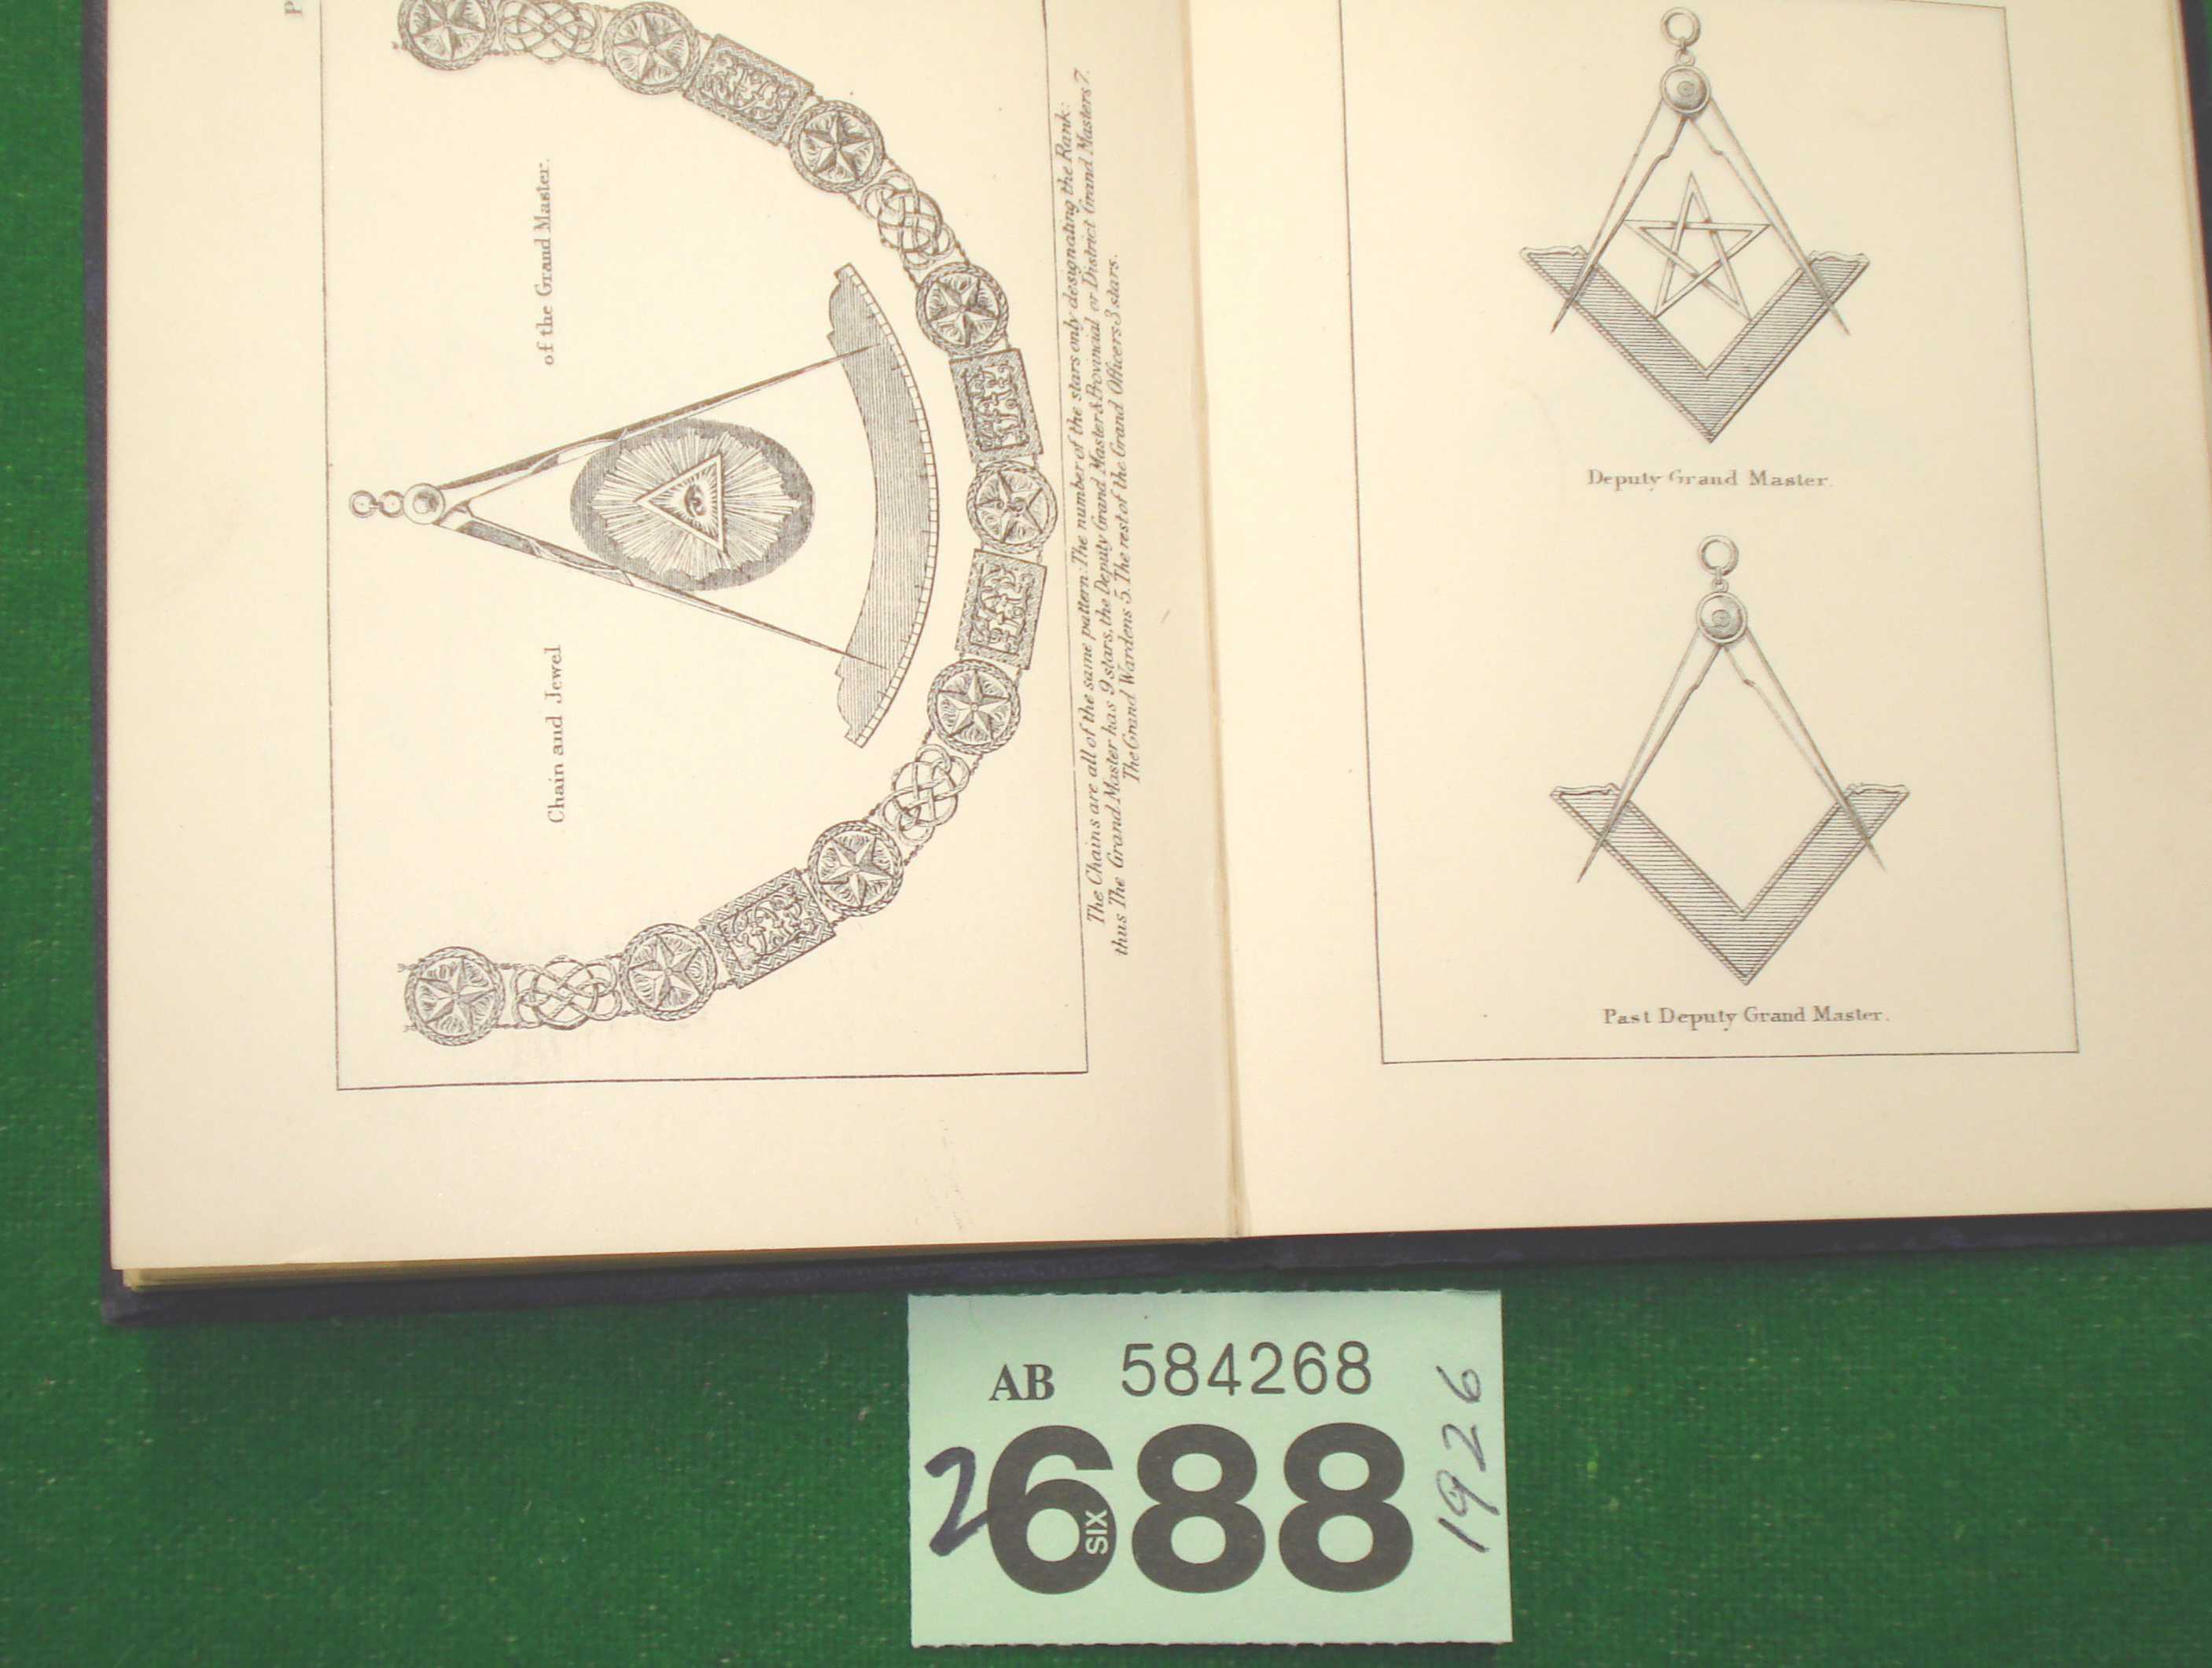 P
Chain and Jewel of the Grand Master.
The Chains are all of the same pattern: The number of the stars only designating the Rank:
thus The Grand Master has 9 stars, the Deputy Grand Master & Provincial or District Grand Masters 7.
The Grand Wardens 5. The rest of the Grand Officers 3 stars.
Deputy Grand Master.
Past Deputy Grand Master.
AB 584268
2688
SIX
1926